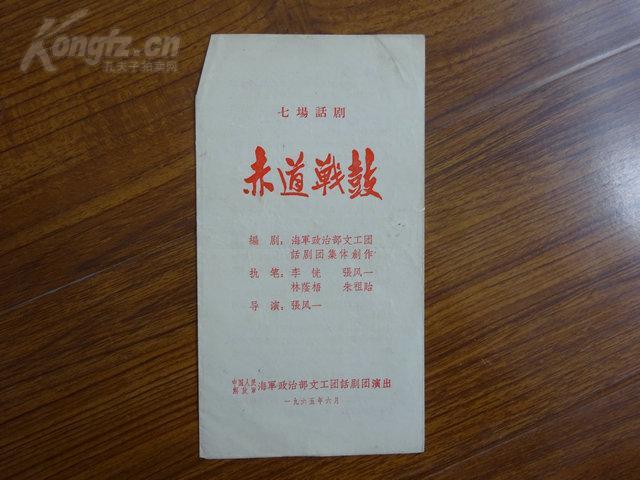 Kongfz.cn
孔夫子拍卖网
七場話剧
赤道戰鼓
編剧：海軍政治部文工团
話剧团集体創作
执笔：李恍 張风一
林蔭梧 朱祖貽
导演：張风一
中国人民解放军海軍政治部文工团話剧团演出
一九六五年六月